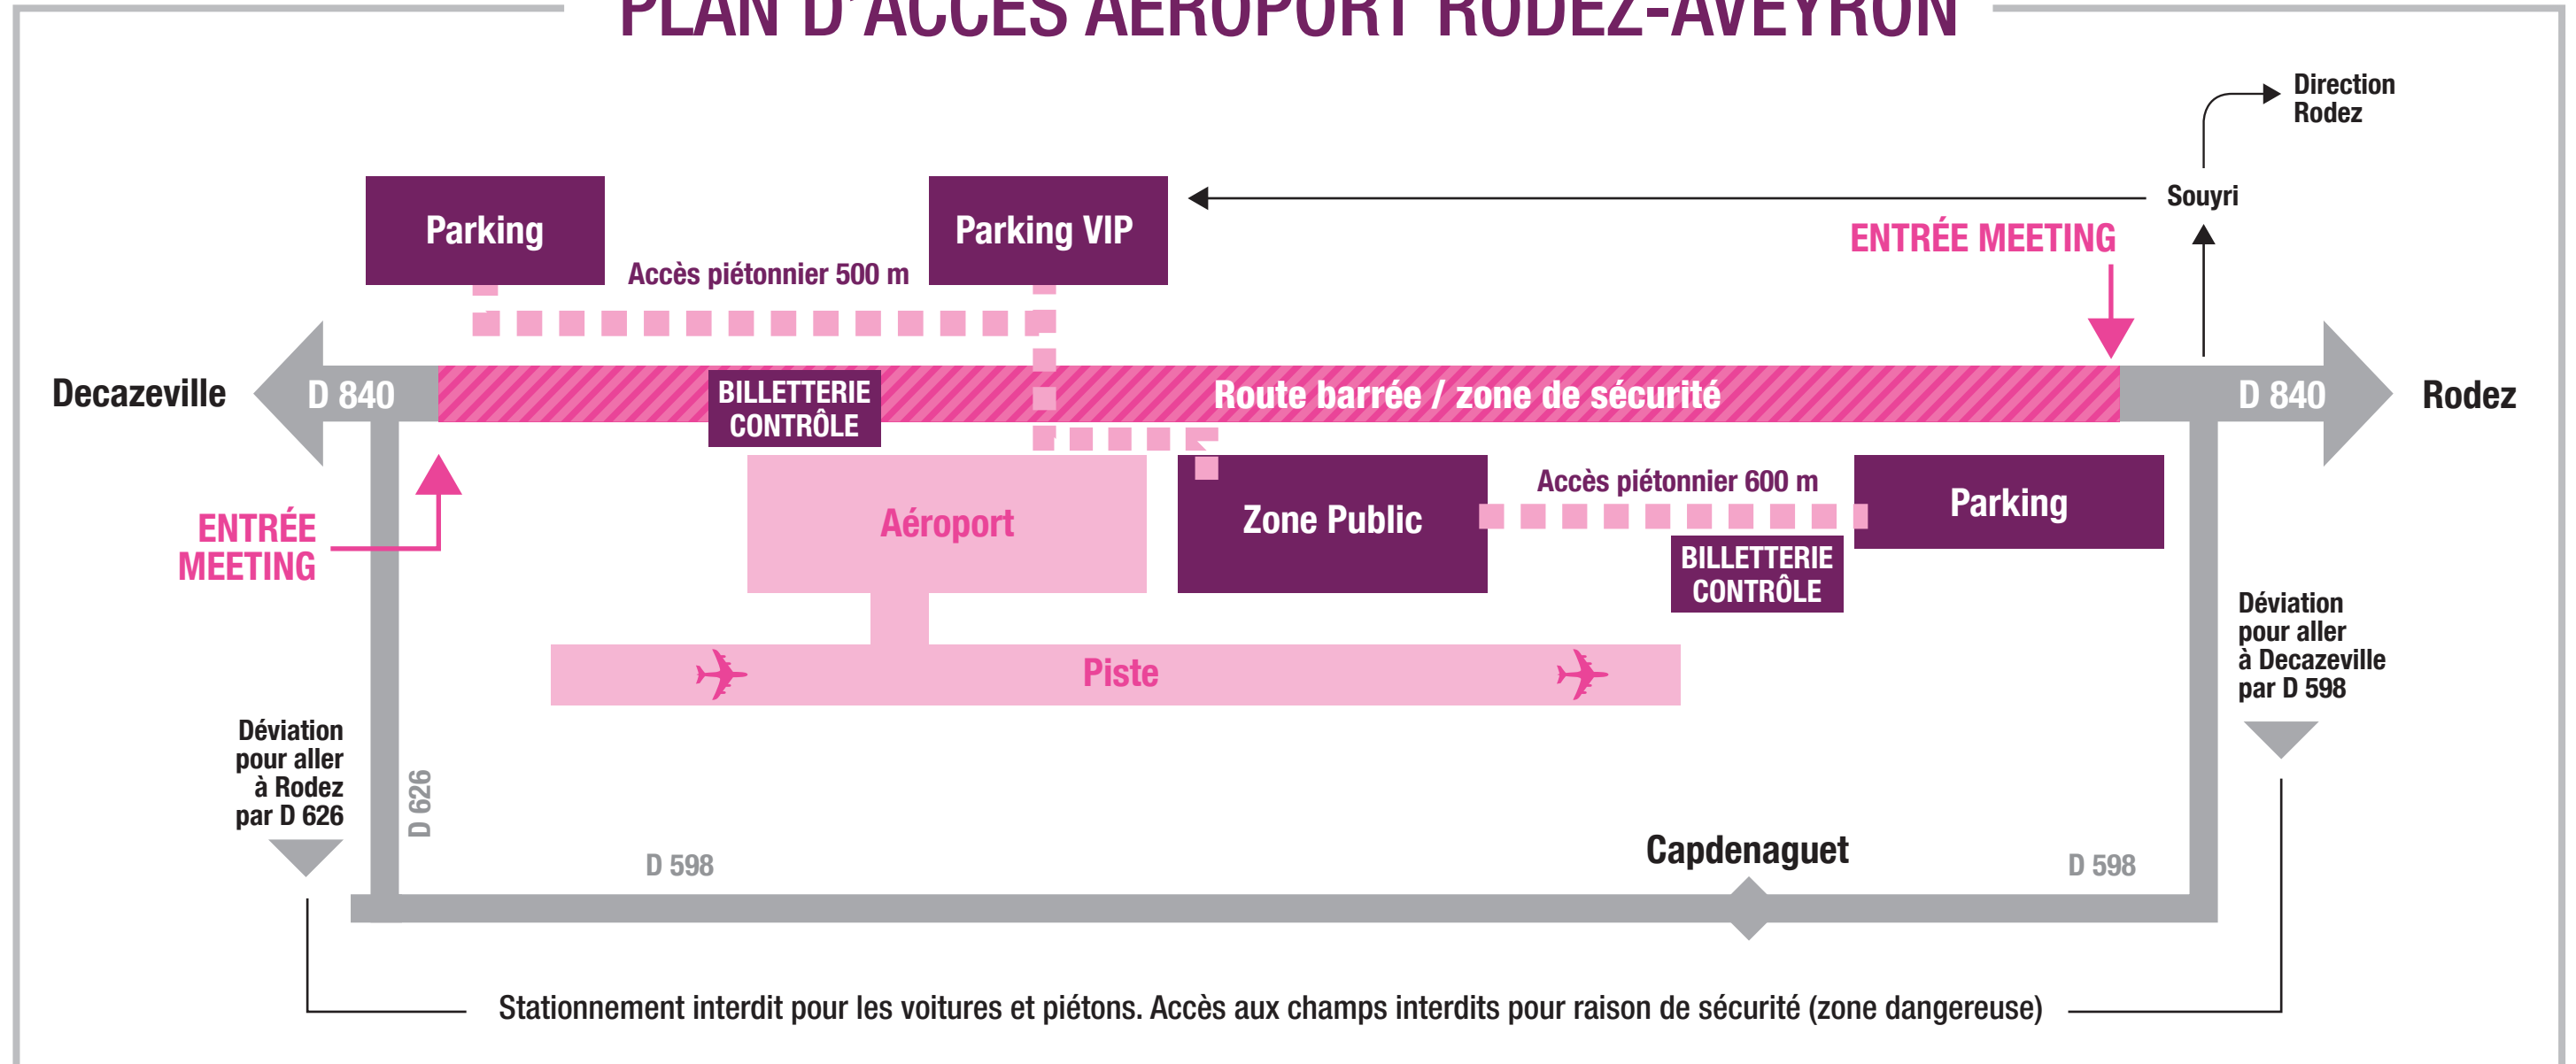 PLAN D'ACCÈS AÉROPORT RODEZ-AVEYRON
Direction
Rodez
Souyri
Parking
Parking VIP
ENTRÉE MEETING
Accès piétonnier 500 m
Decazeville
D 840
BILLETTERIE
CONTRÔLE
Route barrée / zone de sécurité
D 840
Rodez
ENTRÉE
MEETING
Aéroport
Zone Public
Accès piétonnier 600 m
Parking
BILLETTERIE
CONTRÔLE
Déviation
pour aller
à Decazeville
par D 598
Piste
Déviation
pour aller
à Rodez
par D 626
D 626
D 598
Capdenaguet
D 598
Stationnement interdit pour les voitures et piétons. Accès aux champs interdits pour raison de sécurité (zone dangereuse)